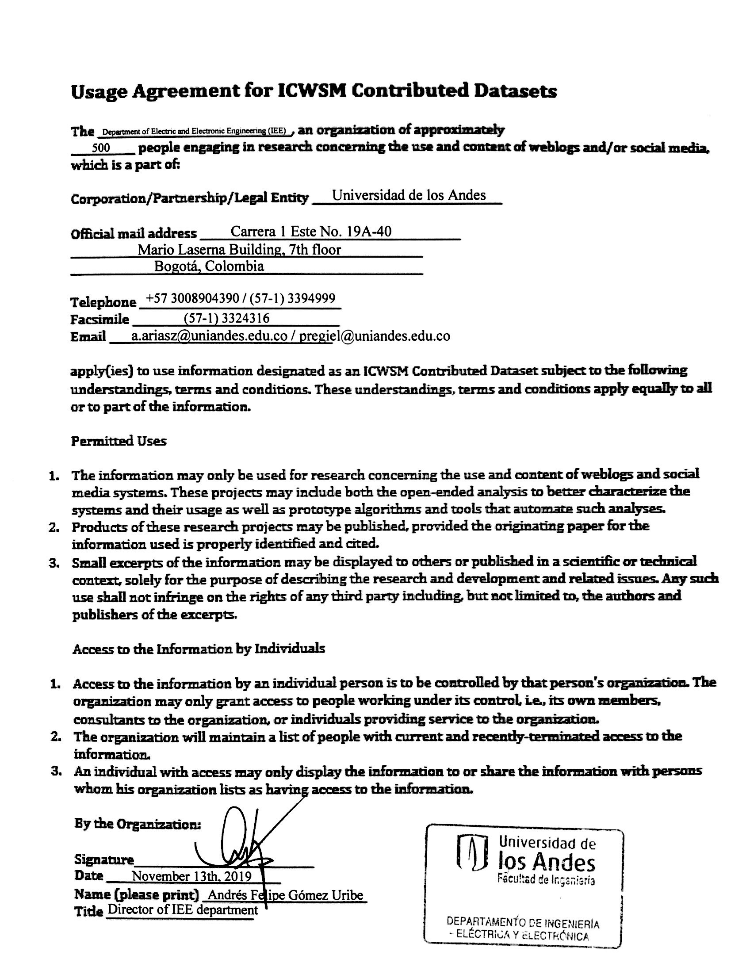 Usage Agreement for ICWSM Contributed Datasets
The Department of Electric and Electronic Engineering (IEE), an organization of approximately
500 people engaging in research concerning the use and content of weblogs and/or social media,
which is a part of:
Corporation/Partnership/Legal Entity Universidad de los Andes
Official mail address Carrera 1 Este No. 19A-40
Mario Laserna Building, 7th floor
Bogotá, Colombia
Telephone +57 3008904390 / (57-1) 3394999
Facsimile (57-1) 3324316
Email a.ariasz@uniandes.edu.co / pregiel@uniandes.edu.co
apply(ies) to use information designated as an ICWSM Contributed Dataset subject to the following
understandings, terms and conditions. These understandings, terms and conditions apply equally to all
or to part of the information.
Permitted Uses
1. The information may only be used for research concerning the use and content of weblogs and social
media systems. These projects may include both the open-ended analysis to better characterize the
systems and their usage as well as prototype algorithms and tools that automate such analyses.
2. Products of these research projects may be published, provided the originating paper for the
information used is properly identified and cited.
3. Small excerpts of the information may be displayed to others or published in a scientific or technical
context, solely for the purpose of describing the research and development and related issues. Any such
use shall not infringe on the rights of any third party including, but not limited to, the authors and
publishers of the excerpts.
Access to the Information by Individuals
1. Access to the information by an individual person is to be controlled by that person's organization. The
organization may only grant access to people working under its control, i.e., its own members,
consultants to the organization, or individuals providing service to the organization.
2. The organization will maintain a list of people with current and recently-terminated access to the
information.
3. An individual with access may only display the information to or share the information with persons
whom his organization lists as having access to the information.
By the Organization:
Signature
Date November 13th, 2019
Name (please print) Andrés Felipe Gómez Uribe
Title Director of IEE department
Universidad de
los Andes
Facultad de Ingeniería
DEPARTAMENTO DE INGENIERÍA
- ELÉCTRICA Y ELECTRÓNICA